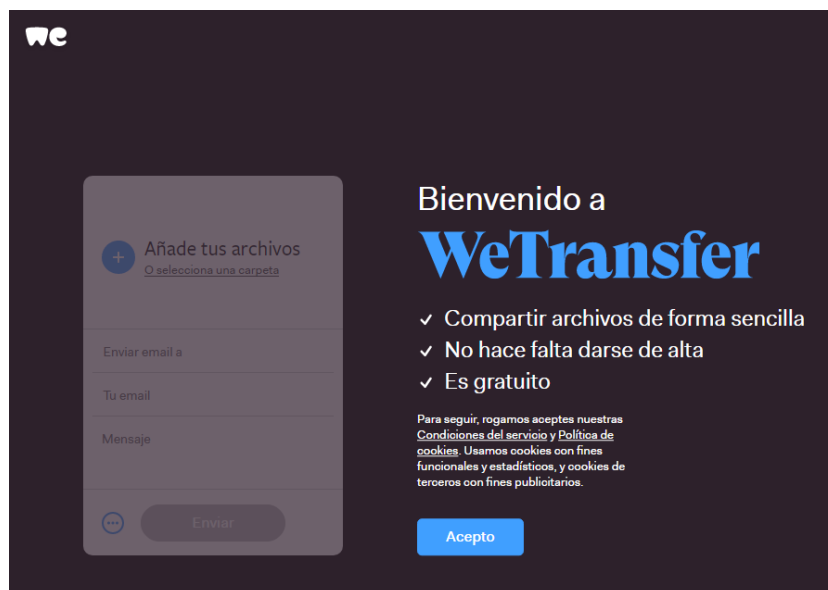 we
Añade tus archivos
O selecciona una carpeta
Enviar email a
Tu email
Mensaje
Enviar
Bienvenido a
WeTransfer
Compartir archivos de forma sencilla
No hace falta darse de alta
Es gratuito
Para seguir, rogamos aceptes nuestras
Condiciones del servicio y Política de
cookies. Usamos cookies con fines
funcionales y estadísticos, y cookies de
terceros con fines publicitarios.
Acepto